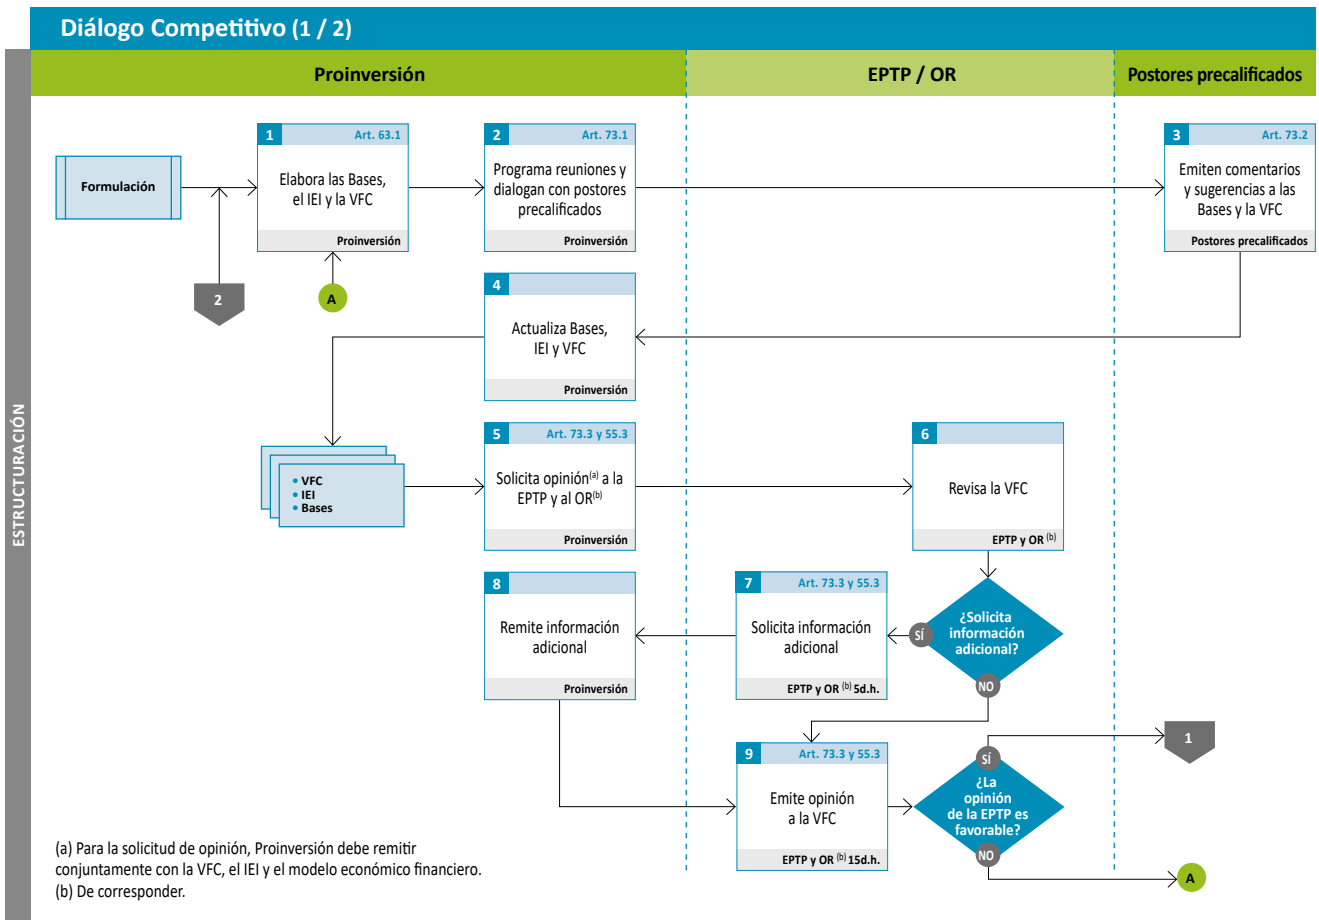 Diálogo Competitivo (1 / 2)
Proinversión
EPTP / OR
Postores precalificados
ESTRUCTURACIÓN
Formulación
2
1
Art. 63.1
Elabora las Bases,
el IEI y la VFC
Proinversión
A
2
Art. 73.1
Programa reuniones y
dialogan con postores
precalificados
Proinversión
3
Art. 73.2
Emiten comentarios
y sugerencias a las
Bases y la VFC
Postores precalificados
4
Actualiza Bases,
IEI y VFC
Proinversión
• VFC
• IEI
• Bases
5
Art. 73.3 y 55.3
Solicita opinión(a) a la
EPTP y al OR(b)
Proinversión
6
Revisa la VFC
EPTP y OR (b)
¿Solicita
información
adicional?
SÍ
NO
7
Art. 73.3 y 55.3
Solicita información
adicional
EPTP y OR (b) 5d.h.
8
Remite información
adicional
Proinversión
9
Art. 73.3 y 55.3
Emite opinión
a la VFC
EPTP y OR (b) 15d.h.
SÍ
¿La
opinión
de la EPTP es
favorable?
NO
1
A
(a) Para la solicitud de opinión, Proinversión debe remitir
conjuntamente con la VFC, el IEI y el modelo económico financiero.
(b) De corresponder.